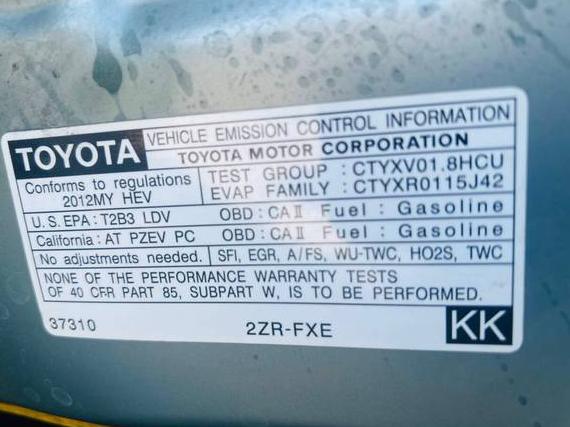 TOYOTA
VEHICLE EMISSION CONTROL INFORMATION
TOYOTA MOTOR CORPORATION
Conforms to regulations
2012MY HEV
TEST GROUP : CTYXV01.8HCU
EVAP FAMILY : CTYXR0115J42
U.S. EPA : T2B3 LDV OBD : CAⅡ Fuel : Gasoline
California : AT PZEV PC OBD : CAⅡ Fuel : Gasoline
No adjustments needed. SFI, EGR, A/FS, WU-TWC, HO2S, TWC
NONE OF THE PERFORMANCE WARRANTY TESTS
OF 40 CFR PART 85, SUBPART W, IS TO BE PERFORMED.
37310 2ZR-FXE KK